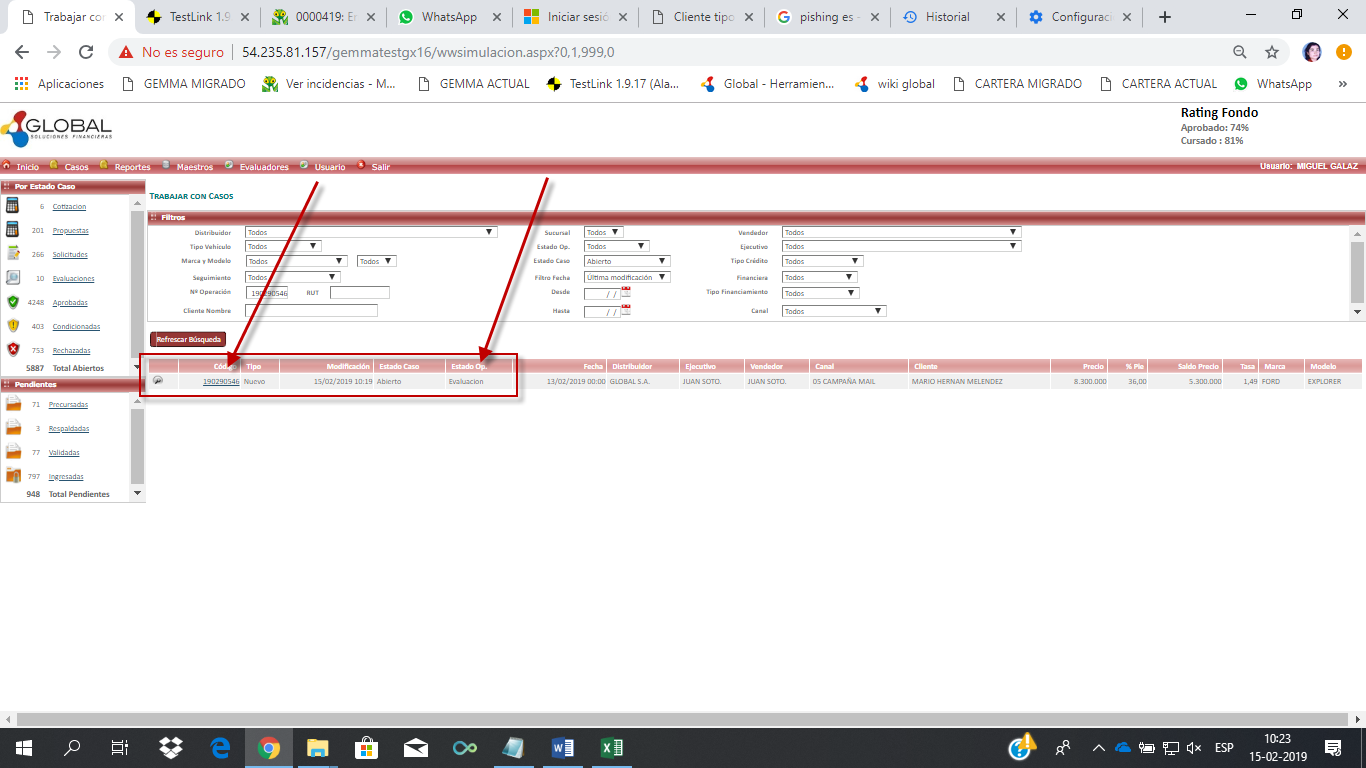 Trabajar con
TestLink 1.9
0000419: Er
WhatsApp
Iniciar sesió
Cliente tipo
pishing es -
Historial
Configuraci
No es seguro | 54.235.81.157/gemmatestgx16/wwsimulacion.aspx?0,1,999,0
Aplicaciones GEMMA MIGRADO Ver incidencias - M... GEMMA ACTUAL TestLink 1.9.17 (Ala... Global - Herramien... wiki global CARTERA MIGRADO CARTERA ACTUAL WhatsApp »
GLOBAL
SOLUCIONES FINANCIERAS
Rating Fondo
Aprobado: 74%
Cursado : 81%
Inicio Casos Reportes Maestros Evaluadores Usuario Salir Usuario: MIGUEL GALAZ
Por Estado Caso
6 Cotizacion
201 Propuestas
266 Solicitudes
10 Evaluaciones
4248 Aprobadas
403 Condicionadas
753 Rechazadas
5887 Total Abiertos
Pendientes
71 Precursadas
3 Respaldadas
77 Validadas
797 Ingresadas
948 Total Pendientes
TRABAJAR CON CASOS
Filtros
Distribuidor Todos Sucursal Todos Vendedor Todos
Tipo Vehículo Todos Estado Op. Todos Ejecutivo Todos
Marca y Modelo Todos Todos Estado Caso Abierto Tipo Crédito Todos
Seguimiento Todos Filtro Fecha Última modificación Financiera Todos
Nº Operación 190290546 RUT Desde / / Tipo Financiamiento Todos
Cliente Nombre Hasta / / Canal Todos
Refrescar Búsqueda
Código Tipo Modificación Estado Caso Estado Op. Fecha Distribuidor Ejecutivo Vendedor Canal Cliente Precio % Pie Saldo Precio Tasa Marca Modelo
190290546 Nuevo 15/02/2019 10:19 Abierto Evaluacion 13/02/2019 00:00 GLOBAL S.A. JUAN SOTO. JUAN SOTO. 05 CAMPAÑA MAIL MARIO HERNAN MELENDEZ 8.300.000 36,00 5.300.000 1,49 FORD EXPLORER
ESP
10:23
15-02-2019